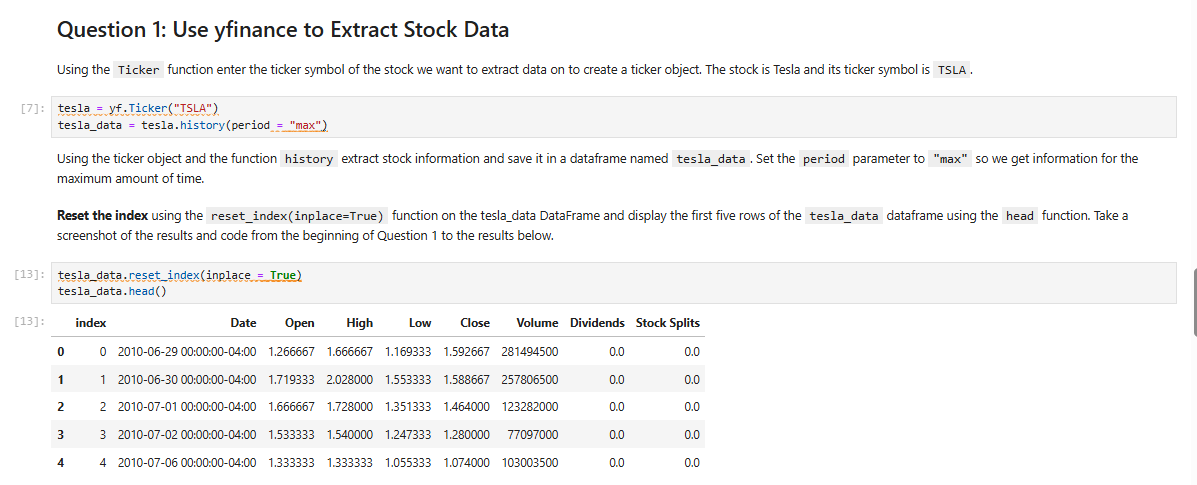 Question 1: Use yfinance to Extract Stock Data
Using the Ticker function enter the ticker symbol of the stock we want to extract data on to create a ticker object. The stock is Tesla and its ticker symbol is TSLA .
[7]: tesla = yf.Ticker("TSLA")
tesla_data = tesla.history(period = "max")
Using the ticker object and the function history extract stock information and save it in a dataframe named tesla_data . Set the period parameter to "max" so we get information for the
maximum amount of time.
Reset the index using the reset_index(inplace=True) function on the tesla_data DataFrame and display the first five rows of the tesla_data dataframe using the head function. Take a
screenshot of the results and code from the beginning of Question 1 to the results below.
[13]: tesla_data.reset_index(inplace = True)
tesla_data.head()
[13]: index Date Open High Low Close Volume Dividends Stock Splits
0 0 2010-06-29 00:00:00-04:00 1.266667 1.666667 1.169333 1.592667 281494500 0.0 0.0
1 1 2010-06-30 00:00:00-04:00 1.719333 2.028000 1.553333 1.588667 257806500 0.0 0.0
2 2 2010-07-01 00:00:00-04:00 1.666667 1.728000 1.351333 1.464000 123282000 0.0 0.0
3 3 2010-07-02 00:00:00-04:00 1.533333 1.540000 1.247333 1.280000 77097000 0.0 0.0
4 4 2010-07-06 00:00:00-04:00 1.333333 1.333333 1.055333 1.074000 103003500 0.0 0.0